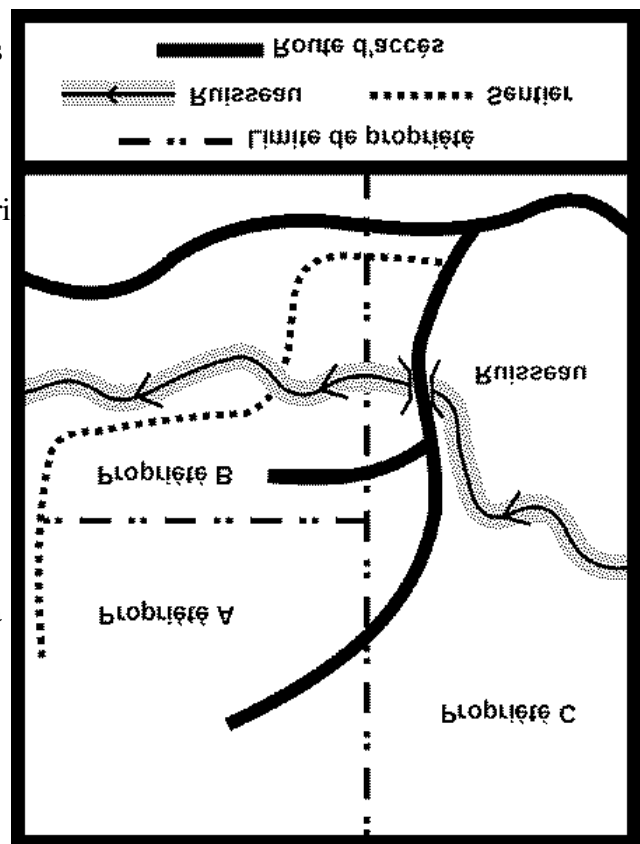 Route d'accès
Ruisseau
Sentier
Limite de propriété
Ruisseau
Propriété B
Propriété A
Propriété C